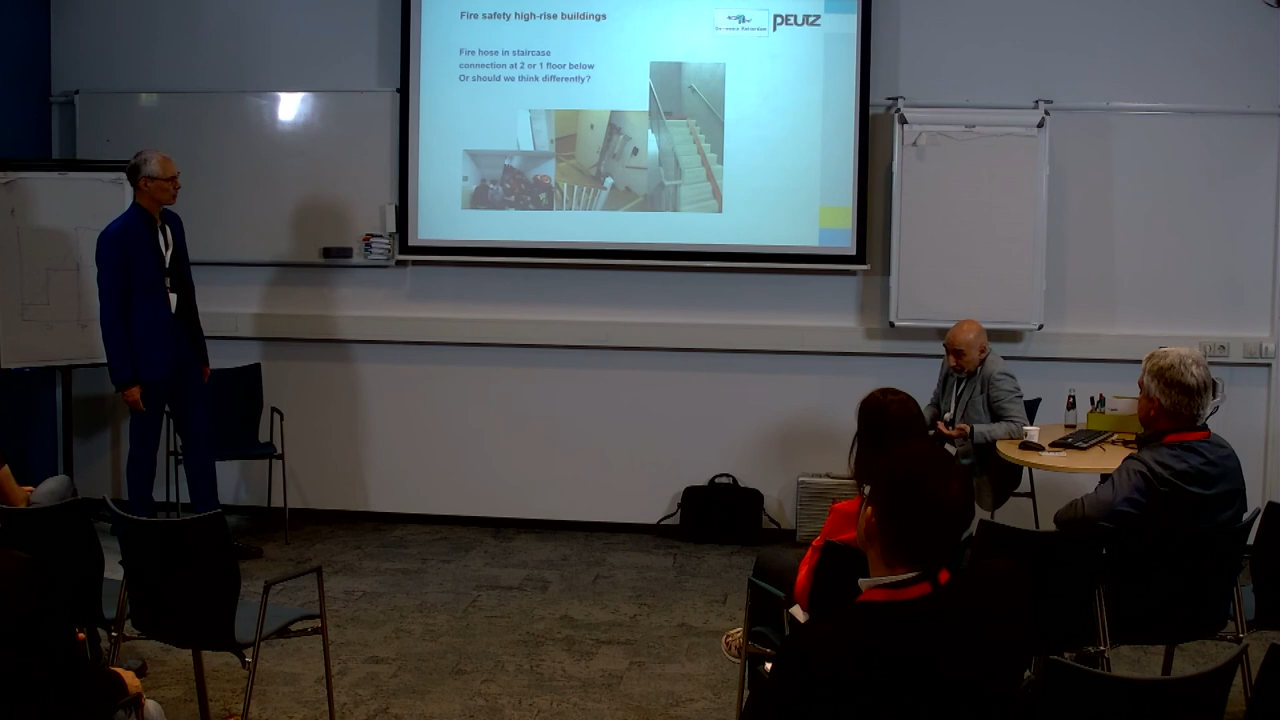 Fire safety high-rise buildings
PEUTZ
Fire hose in staircase
connection at 2 or 1 floor below
Or should we think differently?